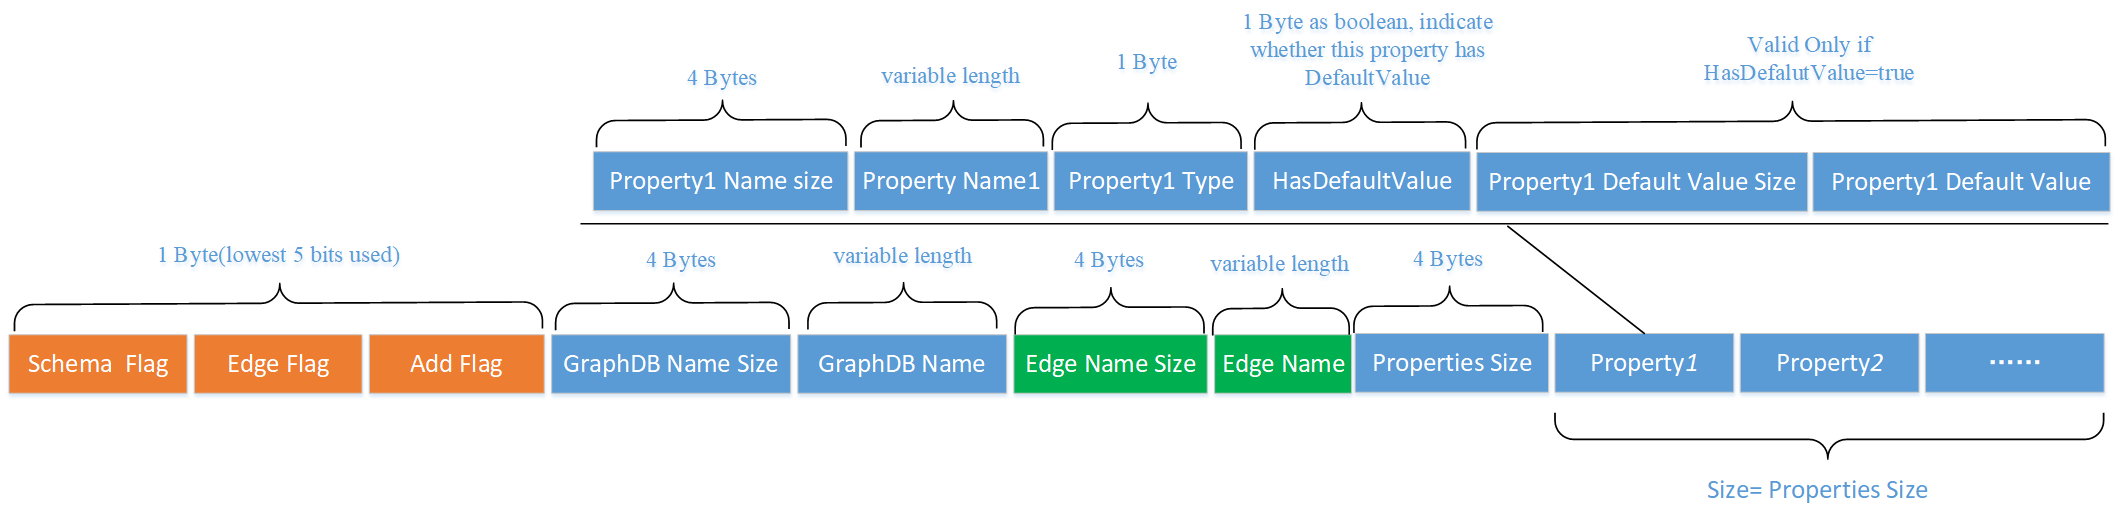 4 Bytes
variable length
1 Byte
1 Byte as boolean, indicate
whether this property has
DefaultValue
Valid Only if
HasDefalutValue=true
Property1 Name size
Property Name1
Property1 Type
HasDefaultValue
Property1 Default Value Size
Property1 Default Value
1 Byte(lowest 5 bits used)
4 Bytes
variable length
4 Bytes
variable length
4 Bytes
Schema Flag
Edge Flag
Add Flag
GraphDB Name Size
GraphDB Name
Edge Name Size
Edge Name
Properties Size
Property1
Property2
······
Size= Properties Size